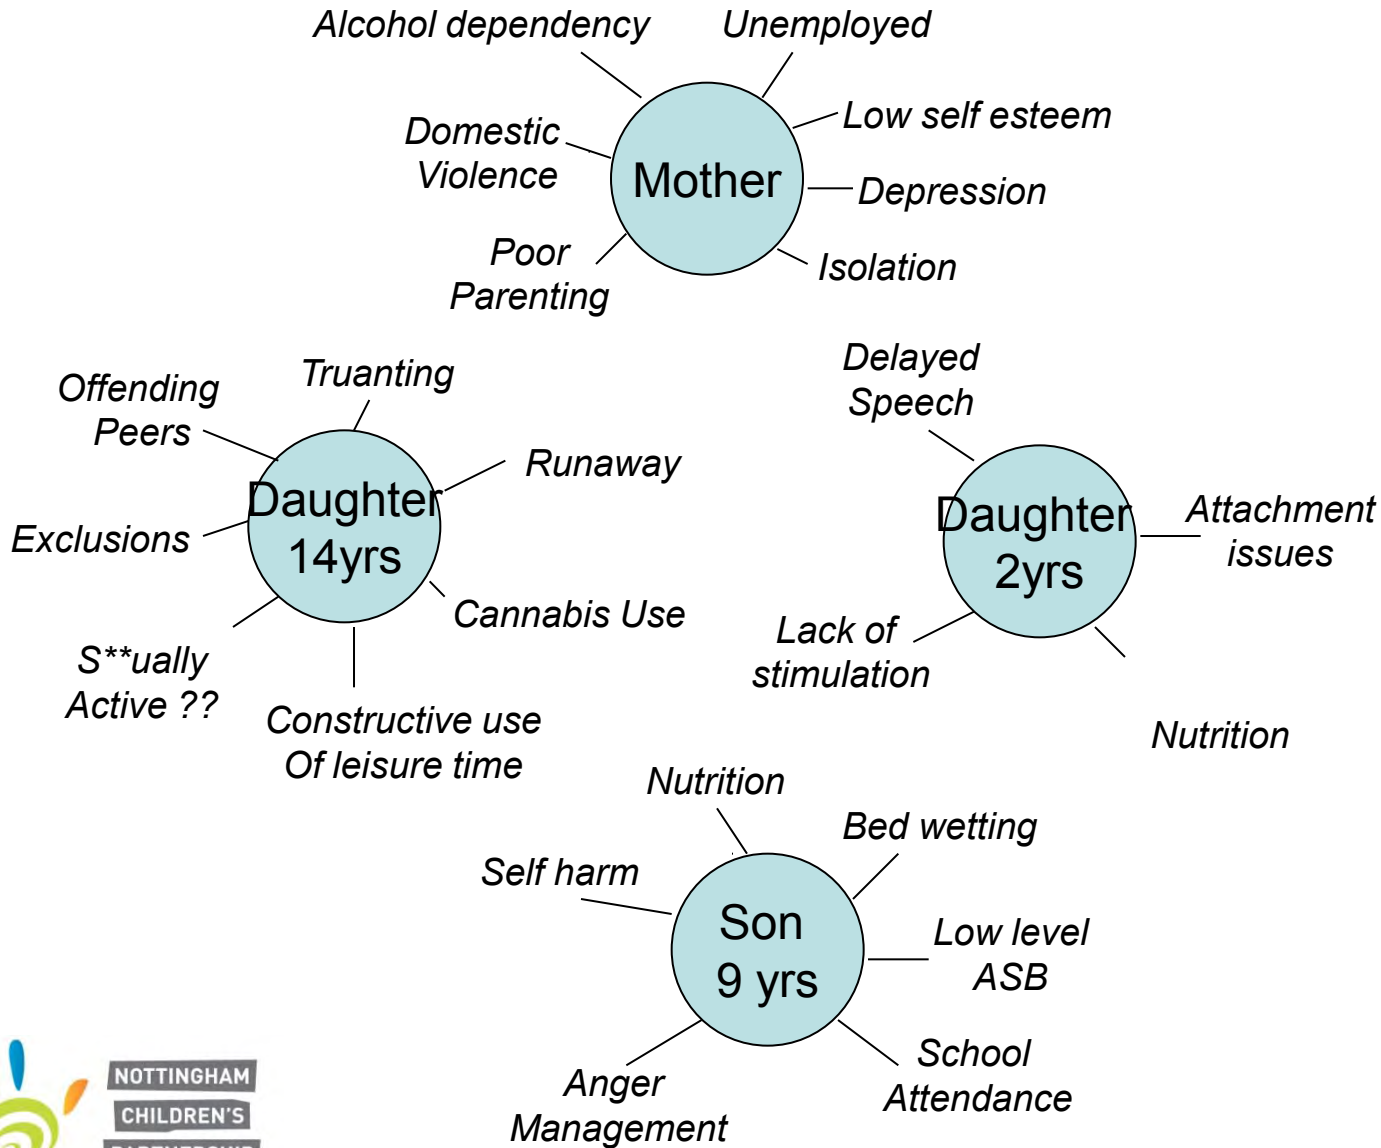 Alcohol dependency
Unemployed
Domestic
Violence
Low self esteem
Mother
Depression
Poor
Parenting
Isolation
Offending
Peers
Truanting
Runaway
Daughter
14yrs
Exclusions
Cannabis Use
S**ually
Active ??
Constructive use
Of leisure time
Delayed
Speech
Daughter
2yrs
Attachment
issues
Lack of
stimulation
Nutrition
Nutrition
Bed wetting
Self harm
Son
9 yrs
Low level
ASB
School
Attendance
Anger
Management
NOTTINGHAM
CHILDREN'S
PARTNERSHIP